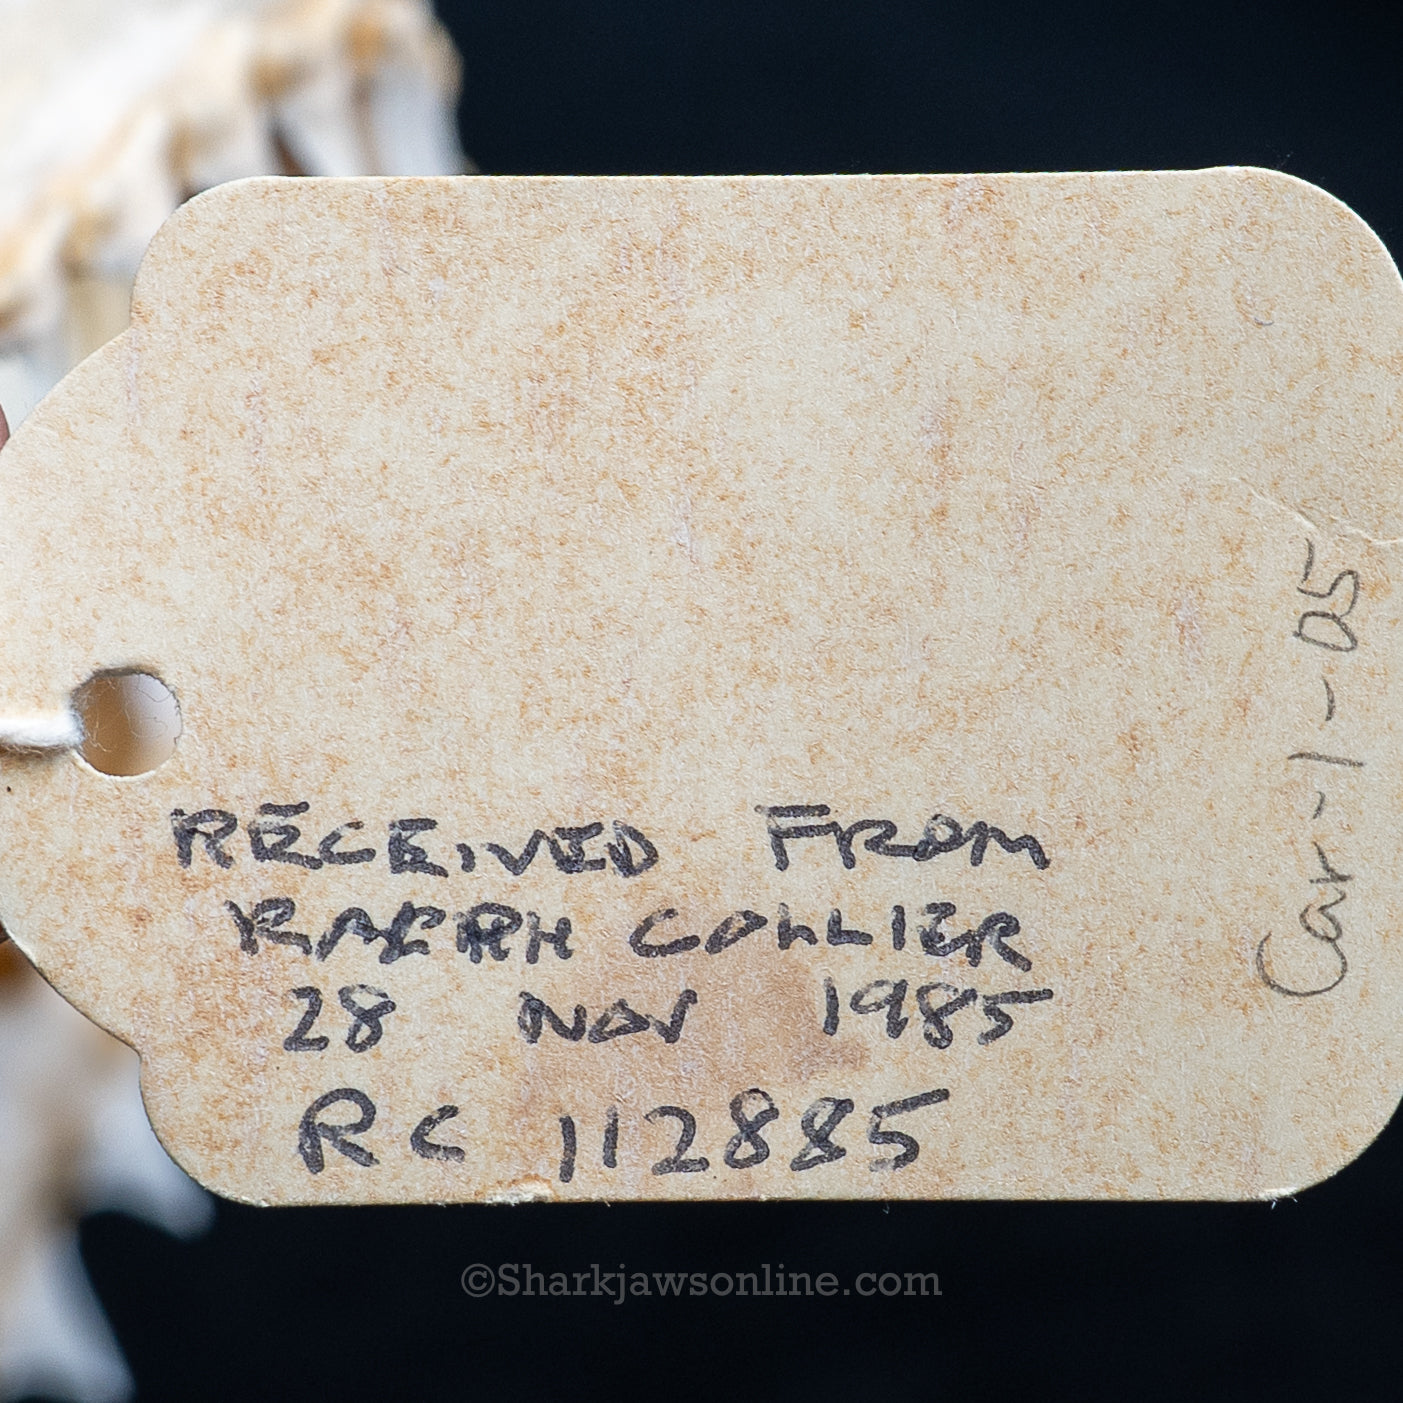 RECEIVED FROM
RALPH COLLIER
28 NOV 1985
RC 112885
Car-1-05
©Sharkjawsonline.com